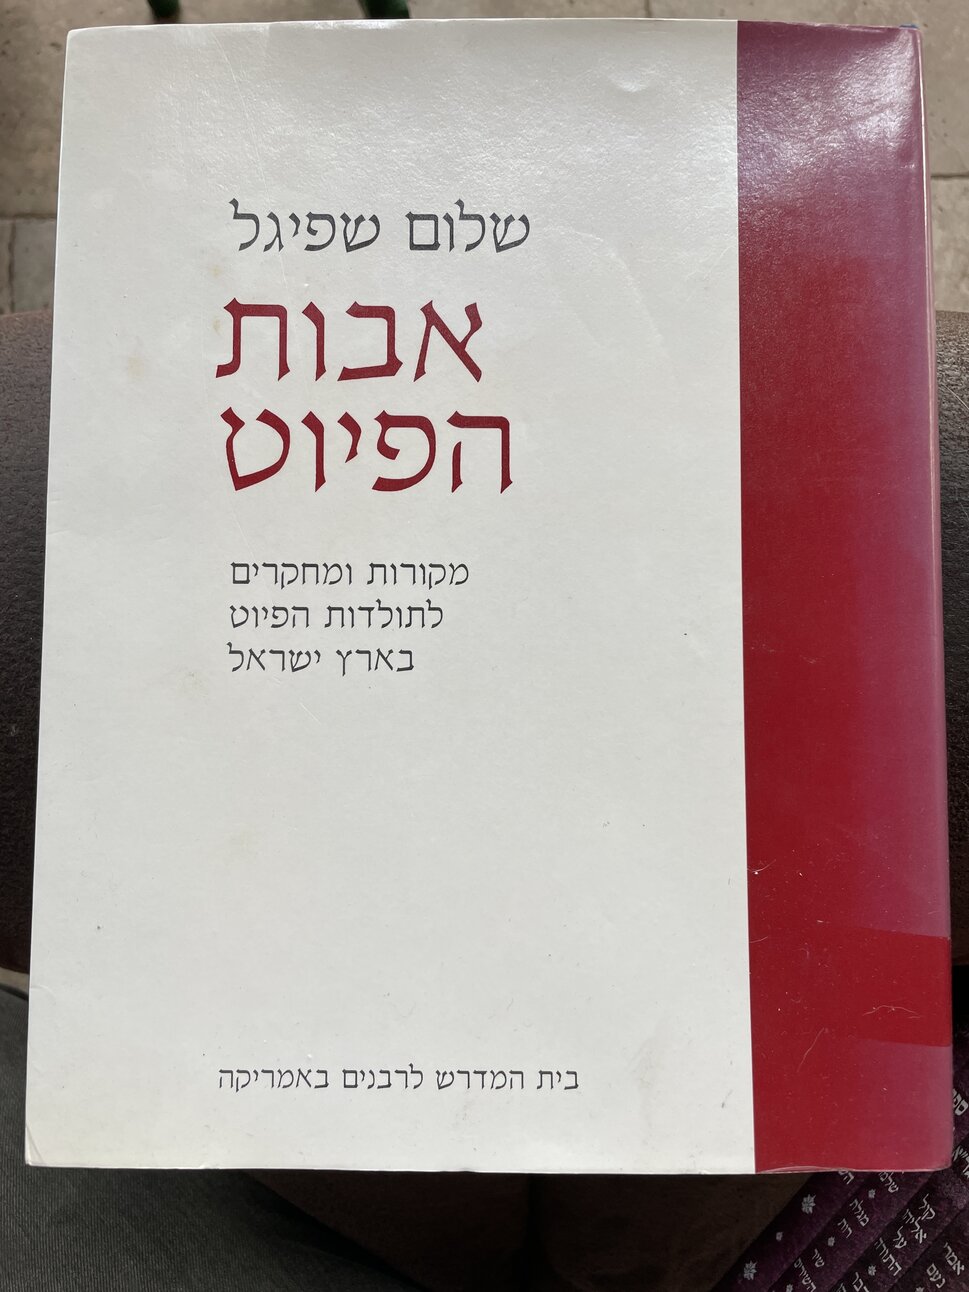 שלום שפיגל
אבות
הפיוט
מקורות ומחקרים
לתולדות הפיוט
בארץ ישראל
בית המדרש לרבנים באמריקה